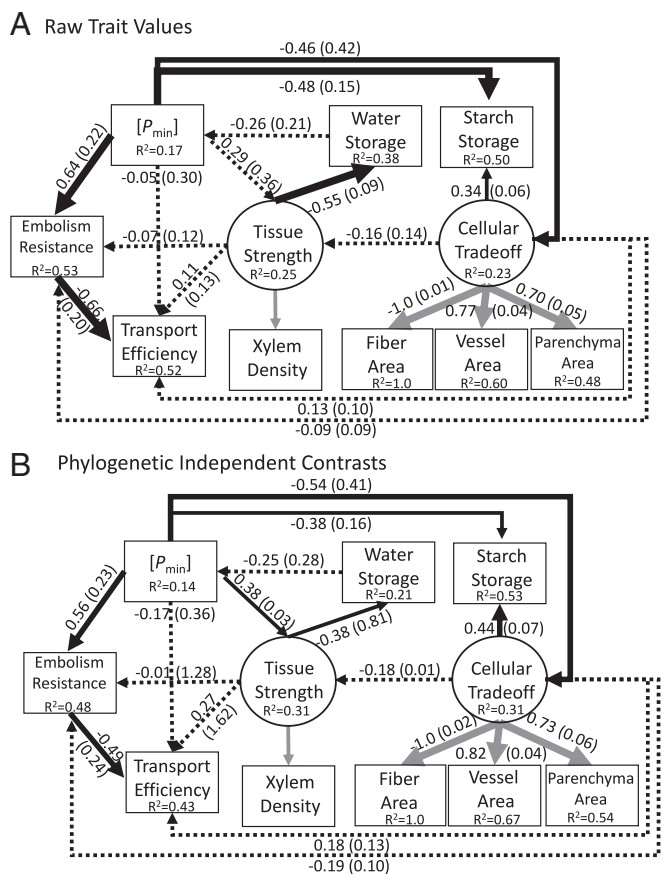 A Raw Trait Values
-0.46 (0.42)
-0.48 (0.15)
[Pmin]
R²=0.17
-0.26 (0.21)
Water
Storage
R²=0.38
Starch
Storage
R²=0.50
0.64 (0.22)
0.29 (0.36)
-0.05 (0.30)
-0.55 (0.09)
0.34 (0.06)
Embolism
Resistance
R²=0.53
-0.07 (0.12)
Tissue
Strength
R²=0.25
-0.16 (0.14)
Cellular
Tradeoff
R²=0.23
-0.66
(0.20)
0.11
(0.13)
-1.0 (0.01)
0.77 (0.04)
0.70 (0.05)
Transport
Efficiency
R²=0.52
Xylem
Density
Fiber
Area
R²=1.0
Vessel
Area
R²=0.60
Parenchyma
Area
R²=0.48
0.13 (0.10)
-0.09 (0.09)
B Phylogenetic Independent Contrasts
-0.54 (0.41)
-0.38 (0.16)
[Pmin]
R²=0.14
-0.25 (0.28)
Water
Storage
R²=0.21
Starch
Storage
R²=0.53
0.56 (0.23)
0.38 (0.03)
-0.17 (0.36)
-0.38 (0.81)
0.44 (0.07)
Embolism
Resistance
R²=0.48
-0.01 (1.28)
Tissue
Strength
R²=0.31
-0.18 (0.01)
Cellular
Tradeoff
R²=0.31
-0.49
(0.24)
0.27
(1.62)
-1.0 (0.02)
0.82 (0.04)
0.73 (0.06)
Transport
Efficiency
R²=0.43
Xylem
Density
Fiber
Area
R²=1.0
Vessel
Area
R²=0.67
Parenchyma
Area
R²=0.54
0.18 (0.13)
-0.19 (0.10)